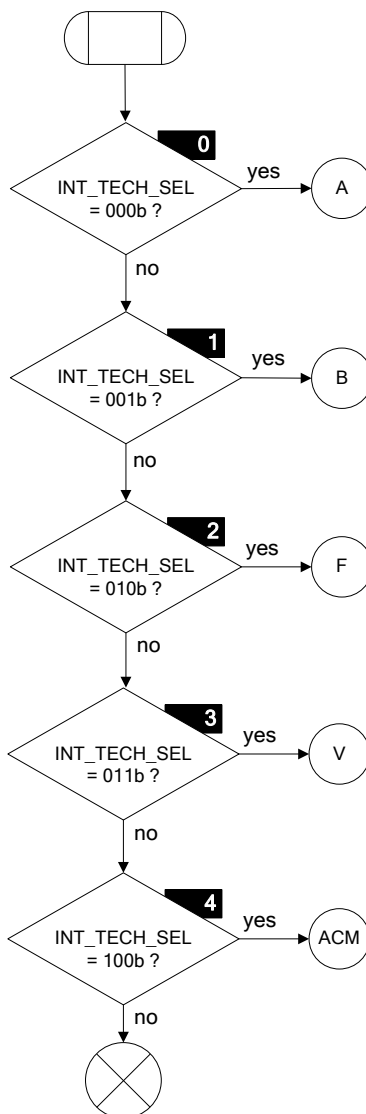 0
INT_TECH_SEL
= 000b ?
yes
A
no
1
INT_TECH_SEL
= 001b ?
yes
B
no
2
INT_TECH_SEL
= 010b ?
yes
F
no
3
INT_TECH_SEL
= 011b ?
yes
V
no
4
INT_TECH_SEL
= 100b ?
yes
ACM
no